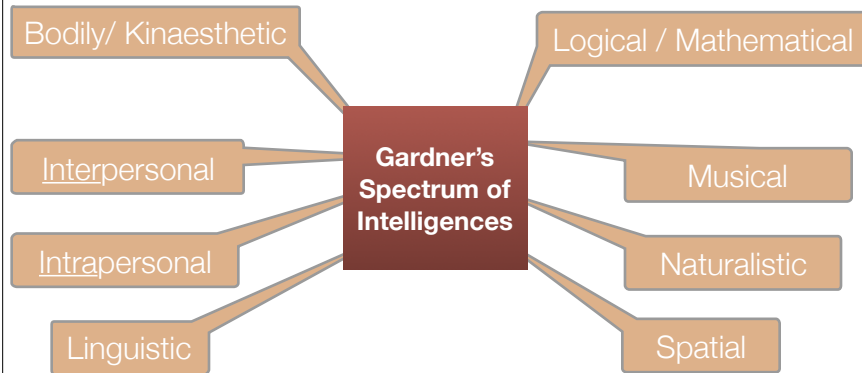 Bodily/ Kinaesthetic
Logical / Mathematical
Gardner's
Spectrum of
Intelligences
Interpersonal
Musical
Intrapersonal
Naturalistic
Linguistic
Spatial